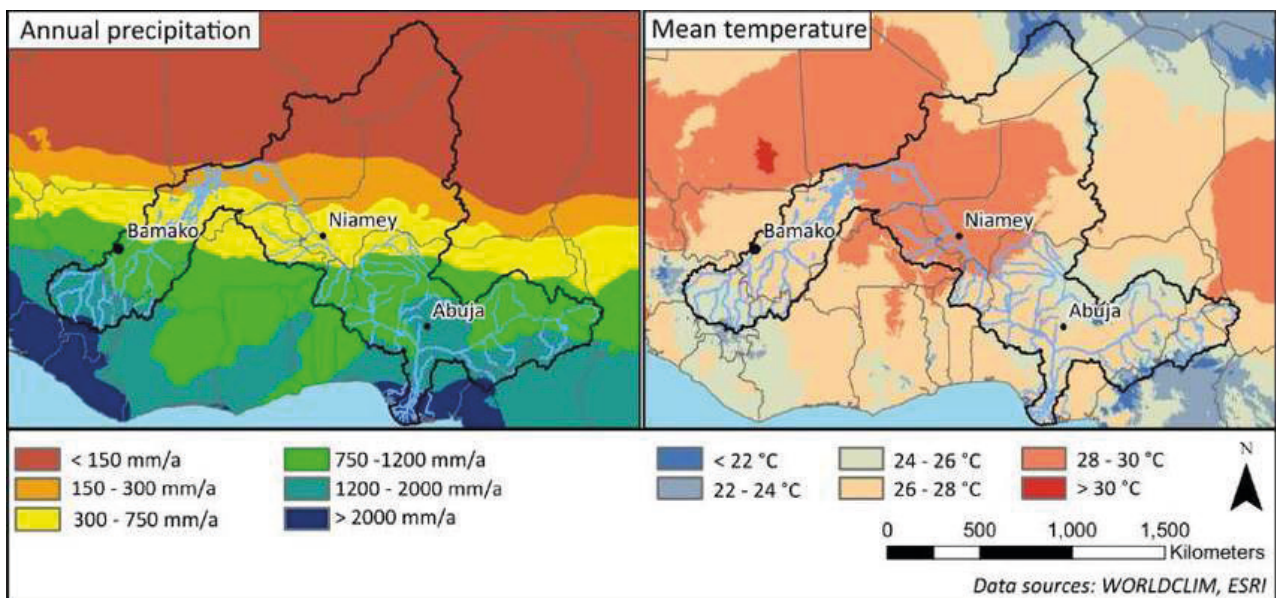 Annual precipitation
Bamako
Niamey
Abuja
Mean temperature
Bamako
Niamey
Abuja
< 150 mm/a
150 - 300 mm/a
300 - 750 mm/a
750 -1200 mm/a
1200 - 2000 mm/a
> 2000 mm/a
< 22 °C
22 - 24 °C
24 - 26 °C
26 - 28 °C
28 - 30 °C
> 30 °C
N
0 500 1,000 1,500
Kilometers
Data sources: WORLDCLIM, ESRI